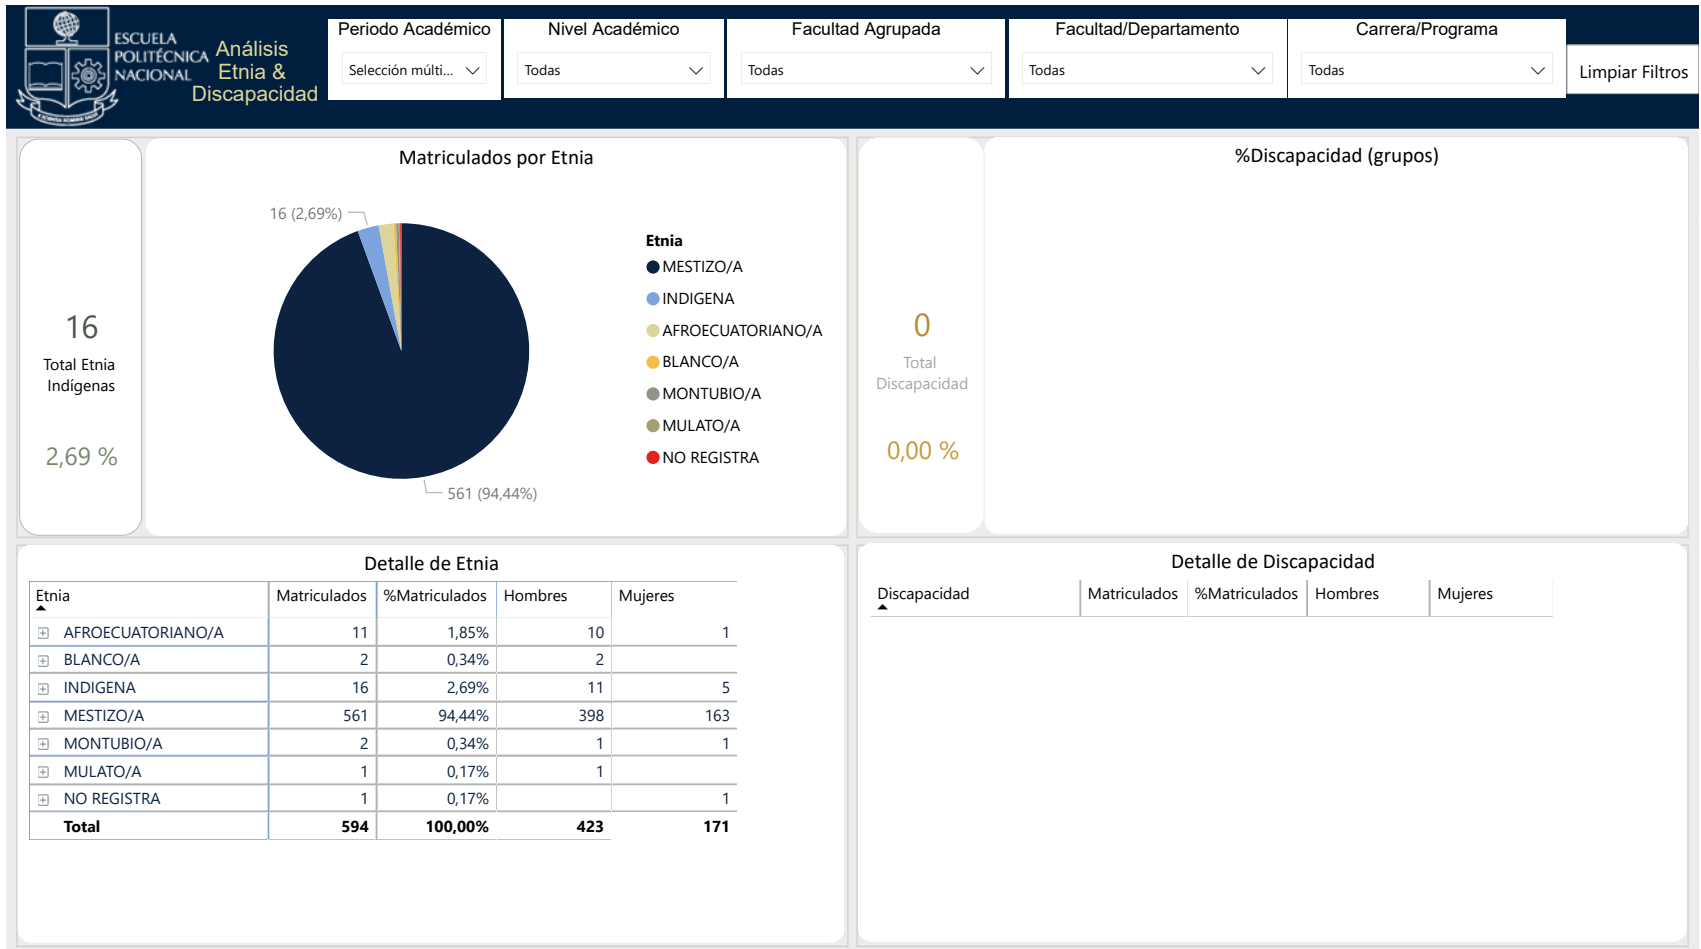 ESCUELA
POLITÉCNICA
NACIONAL
Análisis
Etnia &
Discapacidad
Periodo Académico
Selección múlti...
Nivel Académico
Todas
Facultad Agrupada
Todas
Facultad/Departamento
Todas
Carrera/Programa
Todas
Limpiar Filtros
16
Total Etnia
Indígenas
2,69 %
Matriculados por Etnia
16 (2,69%)
561 (94,44%)
Etnia
MESTIZO/A
INDIGENA
AFROECUATORIANO/A
BLANCO/A
MONTUBIO/A
MULATO/A
NO REGISTRA
0
Total
Discapacidad
0,00 %
%Discapacidad (grupos)
Detalle de Etnia
Etnia Matriculados %Matriculados Hombres Mujeres
AFROECUATORIANO/A 11 1,85% 10 1
BLANCO/A 2 0,34% 2
INDIGENA 16 2,69% 11 5
MESTIZO/A 561 94,44% 398 163
MONTUBIO/A 2 0,34% 1 1
MULATO/A 1 0,17% 1
NO REGISTRA 1 0,17% 1
Total 594 100,00% 423 171
Detalle de Discapacidad
Discapacidad Matriculados %Matriculados Hombres Mujeres